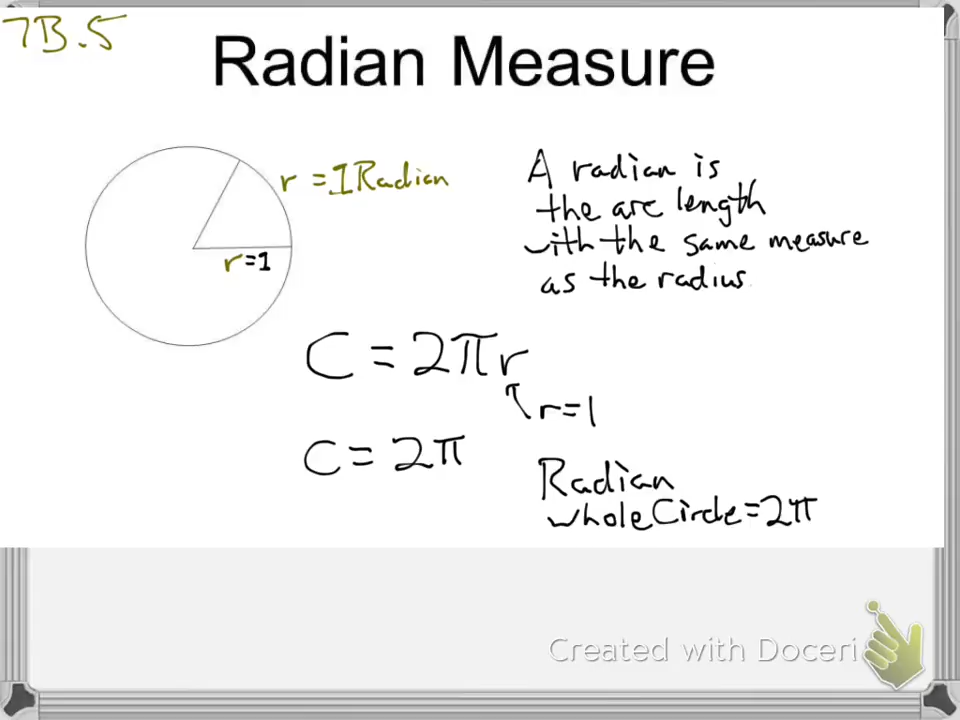 7B.5
Radian Measure
r = 1 Radian
r=1
A radian is
the arc length
with the same measure
as the radius
C = 2πr
r=1
C = 2π
Radian
whole Circle = 2π
Created with Doceri